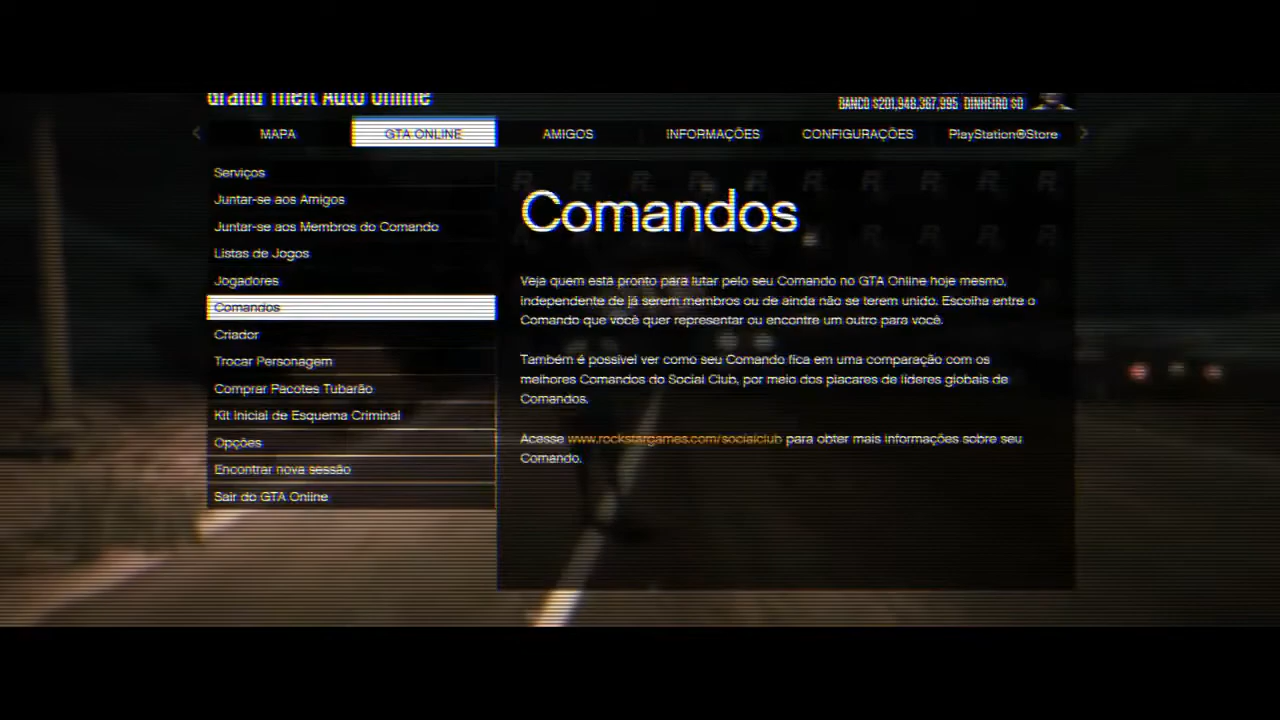 Grand Theft Auto Online
BANCO $201,948,367,995 DINHEIRO $0
MAPA GTA ONLINE AMIGOS INFORMAÇÕES CONFIGURAÇÕES PlayStation®Store
Serviços
Juntar-se aos Amigos
Juntar-se aos Membros do Comando
Listas de Jogos
Jogadores
Comandos
Criador
Trocar Personagem
Comprar Pacotes Tubarão
Kit Inicial de Esquema Criminal
Opções
Encontrar nova sessão
Sair do GTA Online
Comandos
Veja quem está pronto para lutar pelo seu Comando no GTA Online hoje mesmo,
independente de já serem membros ou de ainda não se terem unido. Escolha entre o
Comando que você quer representar ou encontre um outro para você.
Também é possível ver como seu Comando fica em uma comparação com os
melhores Comandos do Social Club, por meio dos placares de líderes globais de
Comandos.
Acesse www.rockstargames.com/socialclub para obter mais informações sobre seu
Comando.